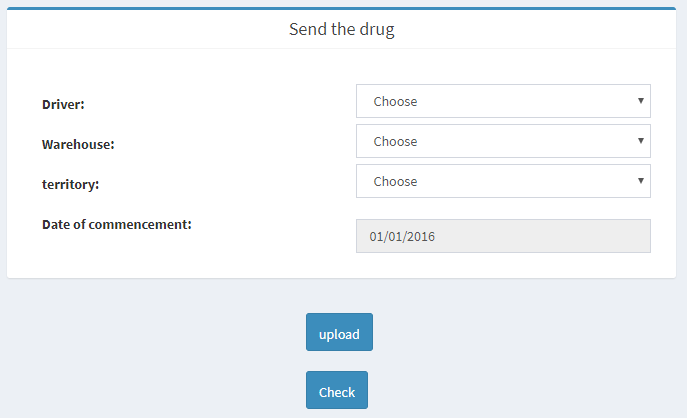 Send the drug
Driver: Choose
Warehouse: Choose
territory: Choose
Date of commencement: 01/01/2016
upload
Check